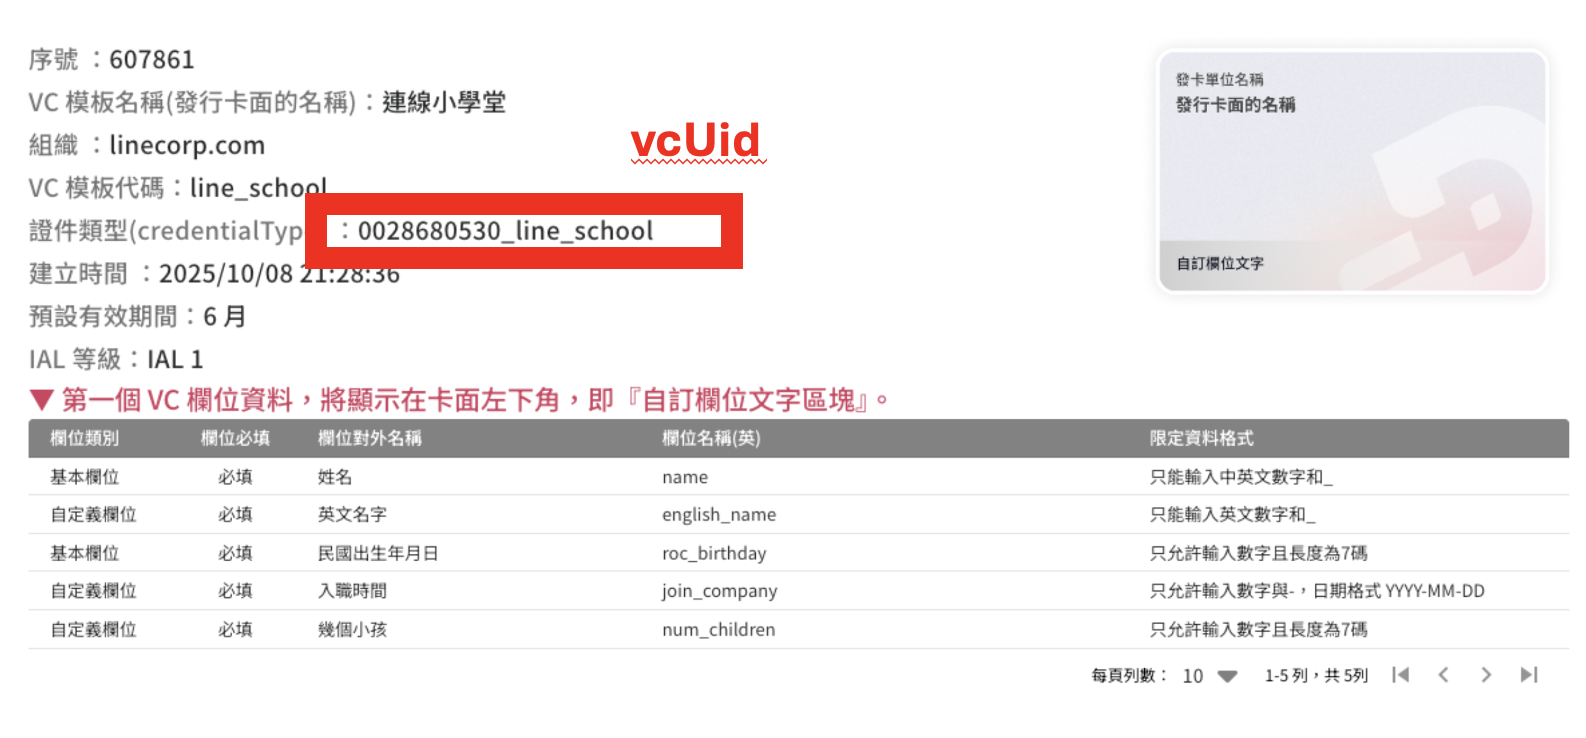 序號 ：607861
VC 模板名稱(發行卡面的名稱)：連線小學堂
組織 ：linecorp.com
vcUid
VC 模板代碼：line_school
證件類型(credentialTyp ：0028680530_line_school
建立時間 ：2025/10/08 21:28:36
預設有效期間：6 月
IAL 等級：IAL 1
發卡單位名稱
發行卡面的名稱
自訂欄位文字
▼ 第一個 VC 欄位資料，將顯示在卡面左下角，即『自訂欄位文字區塊』。
欄位類別 欄位必填 欄位對外名稱 欄位名稱(英) 限定資料格式
基本欄位 必填 姓名 name 只能輸入中英文數字和_
自定義欄位 必填 英文名字 english_name 只能輸入英文數字和_
基本欄位 必填 民國出生年月日 roc_birthday 只允許輸入數字且長度為7碼
自定義欄位 必填 入職時間 join_company 只允許輸入數字與-，日期格式 YYYY-MM-DD
自定義欄位 必填 幾個小孩 num_children 只允許輸入數字且長度為7碼
每頁列數： 10 1-5 列，共 5列